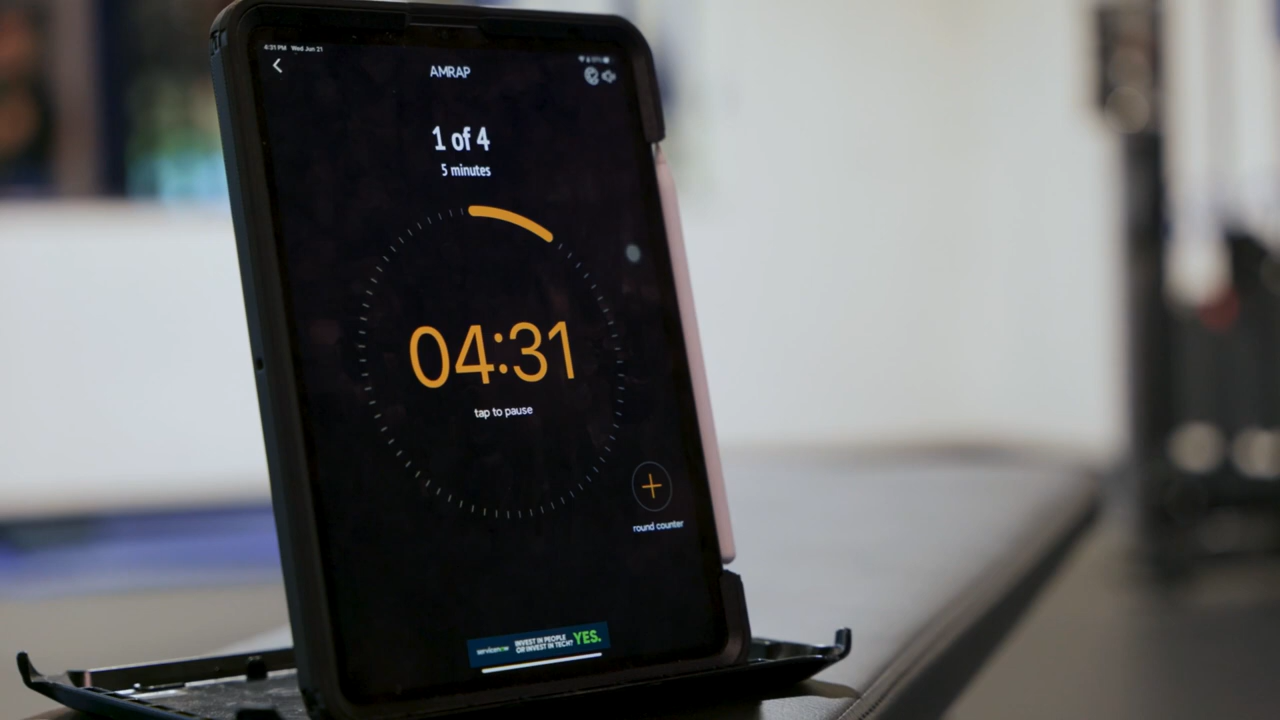 4:31 PM Wed Jun 21
AMRAP
1 of 4
5 minutes
04:31
tap to pause
round counter
servicenow
INVEST IN PEOPLE
OR INVEST IN TECH?
YES.